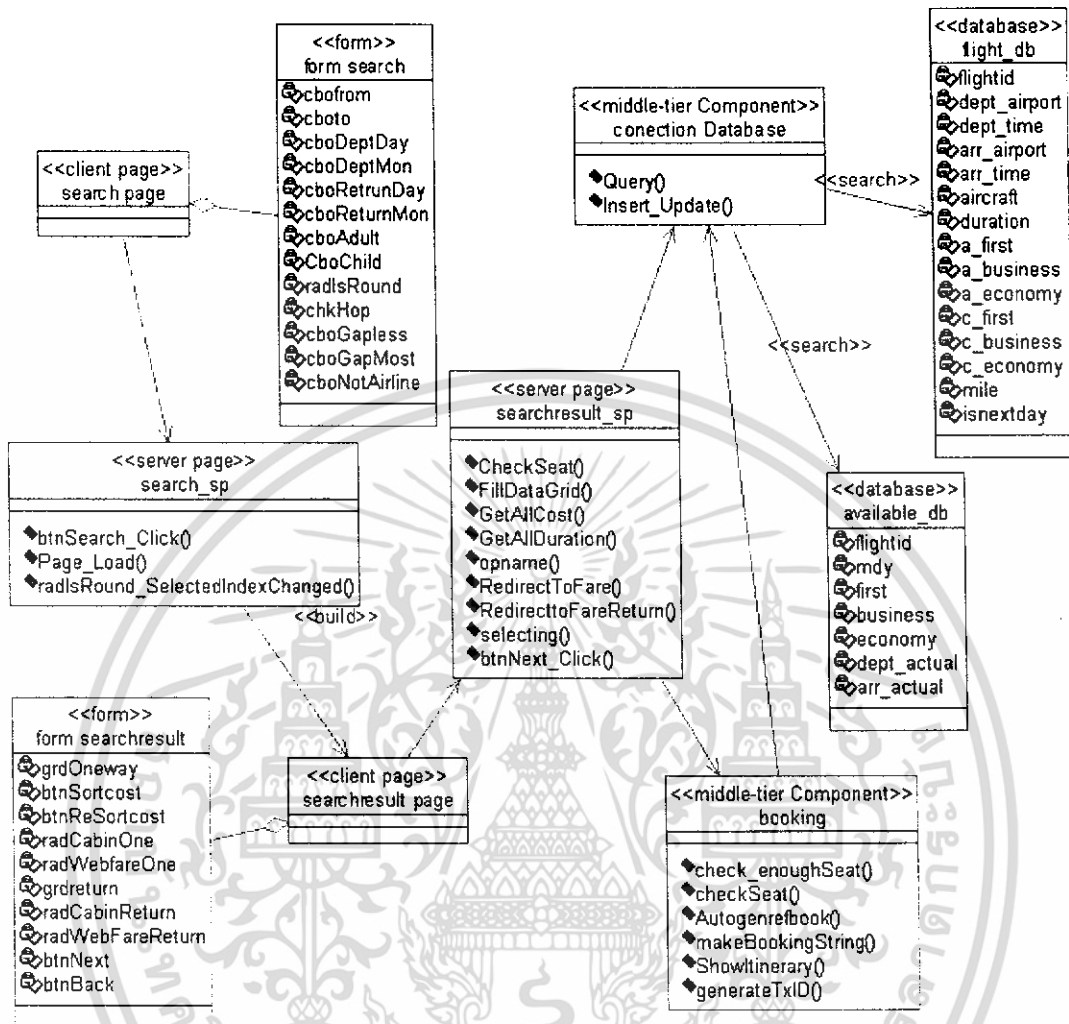 <<form>>
form search
cbofrom
cboto
cboDeptDay
cboDeptMon
cboRetrunDay
cboReturnMon
cboAdult
CboChild
radIsRound
chkHop
cboGapless
cboGapMost
cboNotAirline
<<client page>>
search page
<<middle-tier Component>>
conection Database
Query()
Insert_Update()
<<search>>
<<database>>
flight_db
flightid
dept_airport
dept_time
arr_airport
arr_time
aircraft
duration
a_first
a_business
a_economy
c_first
c_business
c_economy
mile
isnextday
<<search>>
<<server page>>
search_sp
btnSearch_Click()
Page_Load()
radIsRound_SelectedIndexChanged()
<<build>>
<<server page>>
searchresult_sp
CheckSeat()
FillDataGrid()
GetAllCost()
GetAllDuration()
opname()
RedirectToFare()
RedirecttoFareReturn()
selecting()
btnNext_Click()
<<database>>
available_db
flightid
mdy
first
business
economy
dept_actual
arr_actual
<<form>>
form searchresult
grdOneway
btnSortcost
btnReSortcost
radCabinOne
radWebfareOne
grdreturn
radCabinReturn
radWebFareReturn
btnNext
btnBack
<<client page>>
searchresult page
<<middle-tier Component>>
booking
check_enoughSeat()
checkSeat()
Autogenrefbook()
makeBookingString()
ShowItinerary()
generateTxID()